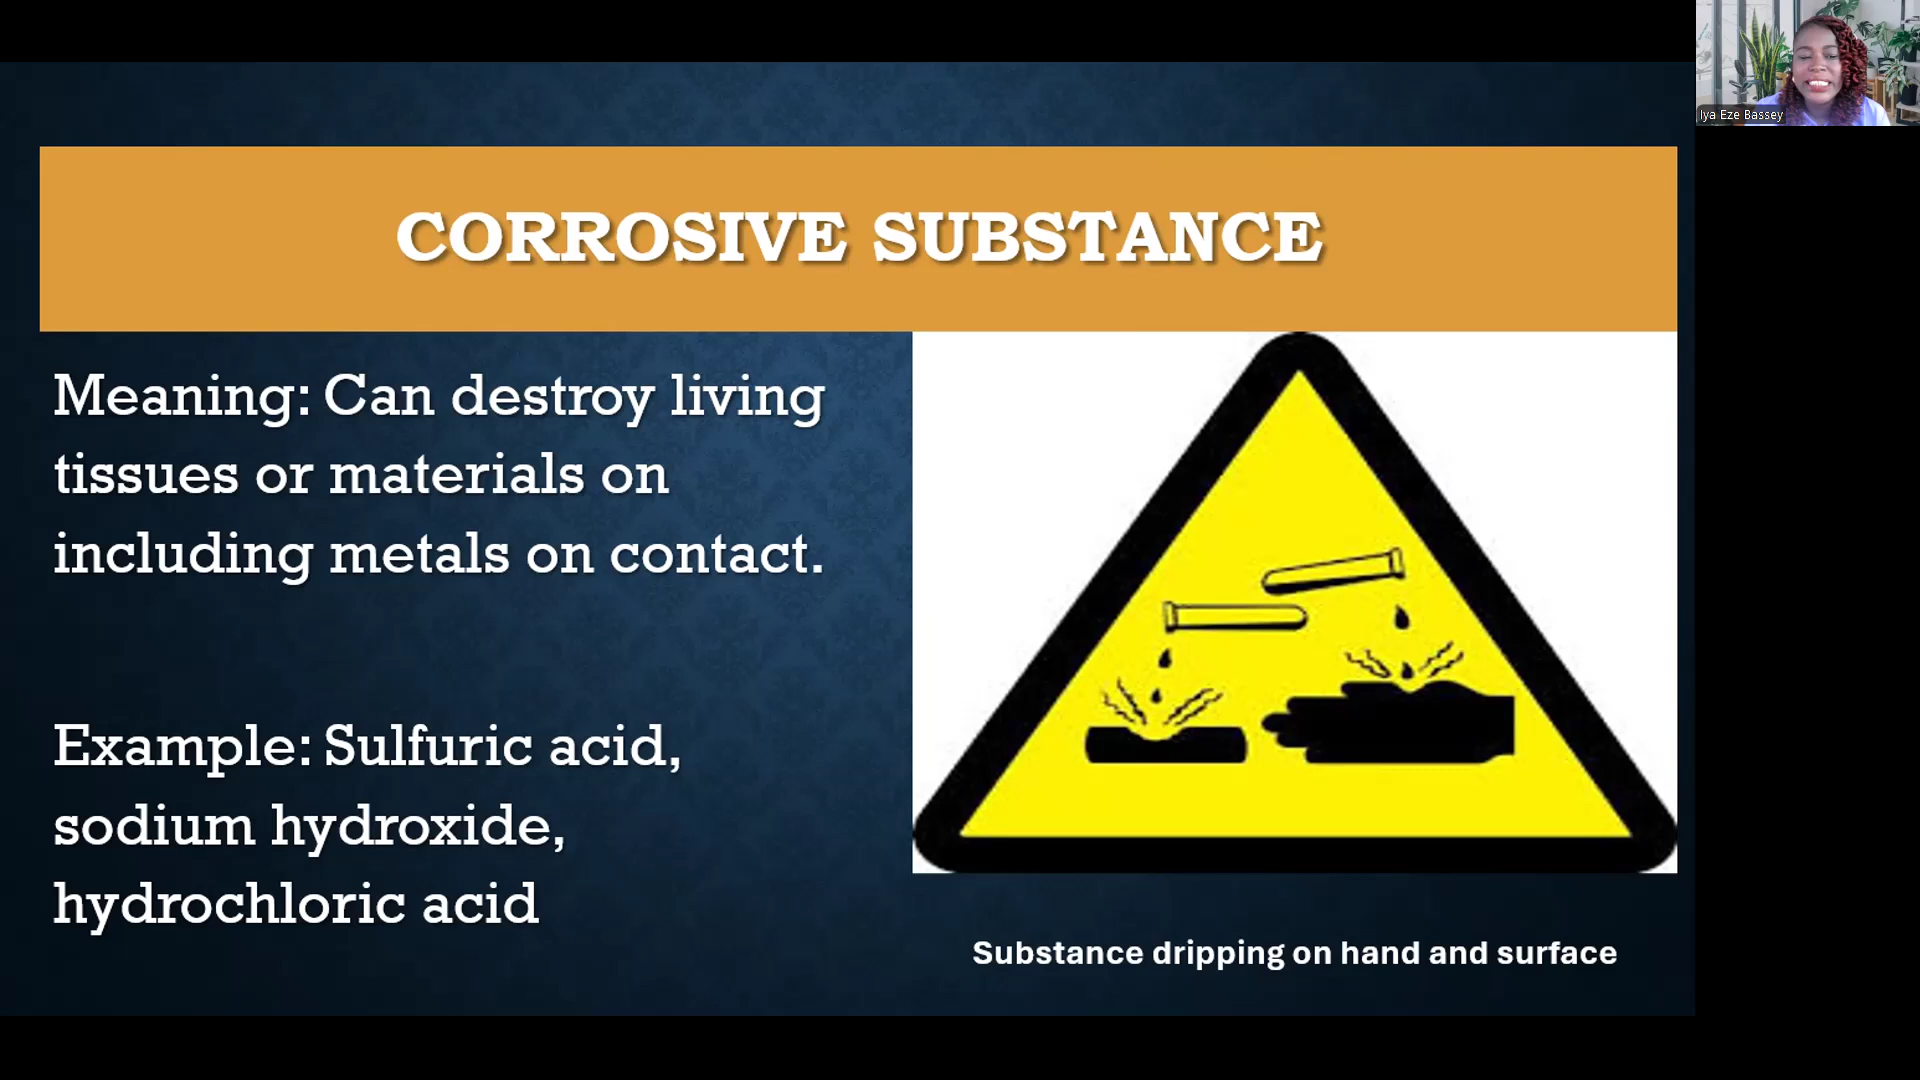 Iya Eze Bassey
CORROSIVE SUBSTANCE
Meaning: Can destroy living
tissues or materials on
including metals on contact.
Example: Sulfuric acid,
sodium hydroxide,
hydrochloric acid
Substance dripping on hand and surface